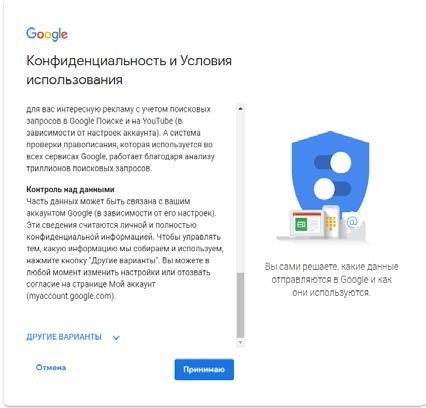 Google
Конфиденциальность и Условия
использования
для вас интересную рекламу с учетом поисковых
запросов в Google Поиске и на YouTube (в
зависимости от настроек аккаунта). А система
проверки правописания, которая используется во
всех сервисах Google, работает благодаря анализу
триллионов поисковых запросов.
Контроль над данными
Часть данных может быть связана с вашим
аккаунтом Google (в зависимости от его настроек).
Эти сведения считаются личной и полностью
конфиденциальной информацией. Чтобы управлять
тем, какую информацию мы собираем и используем,
нажмите кнопку "Другие варианты". Вы можете в
любой момент изменить настройки или отозвать
согласие на странице Мой аккаунт
(myaccount.google.com).
Вы сами решаете, какие данные
отправляются в Google и как
они используются.
ДРУГИЕ ВАРИАНТЫ
Отмена
Принимаю